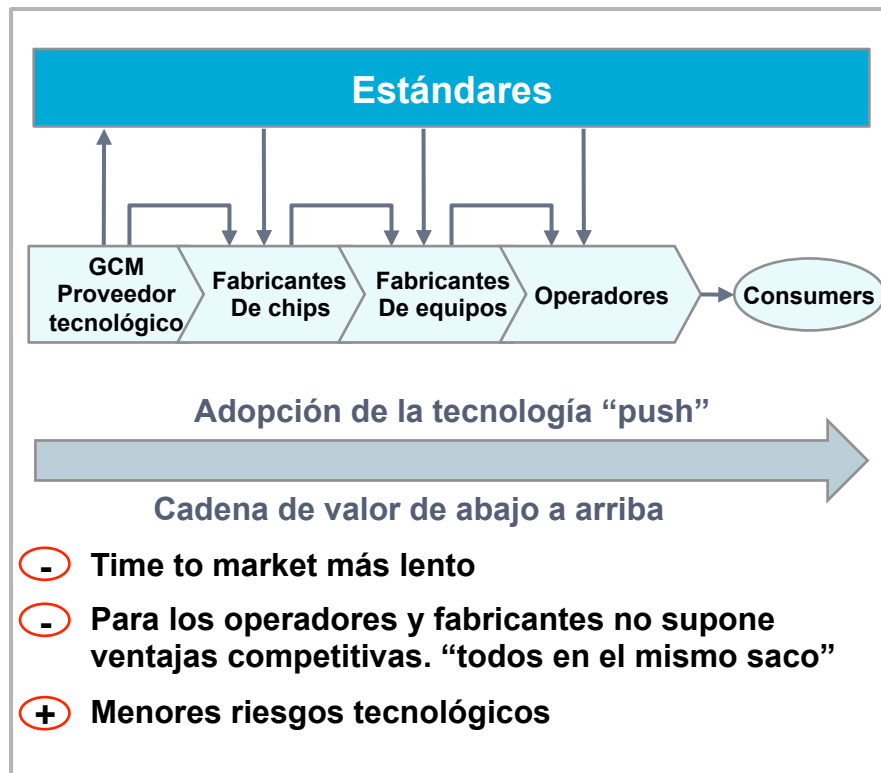 Estándares
GCM
Proveedor
tecnológico
Fabricantes
De chips
Fabricantes
De equipos
Operadores
Consumers
Adopción de la tecnología “push”
Cadena de valor de abajo a arriba
- Time to market más lento
- Para los operadores y fabricantes no supone
ventajas competitivas. “todos en el mismo saco”
+ Menores riesgos tecnológicos